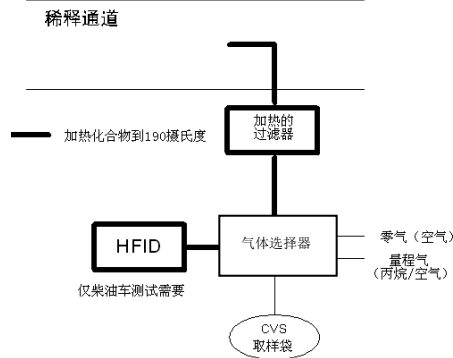 稀释通道
加热的
过滤器
加热化合物到190摄氏度
HFID
气体选择器
零气（空气）
量程气
（丙烷/空气）
仅柴油车测试需要
CVS
取样袋